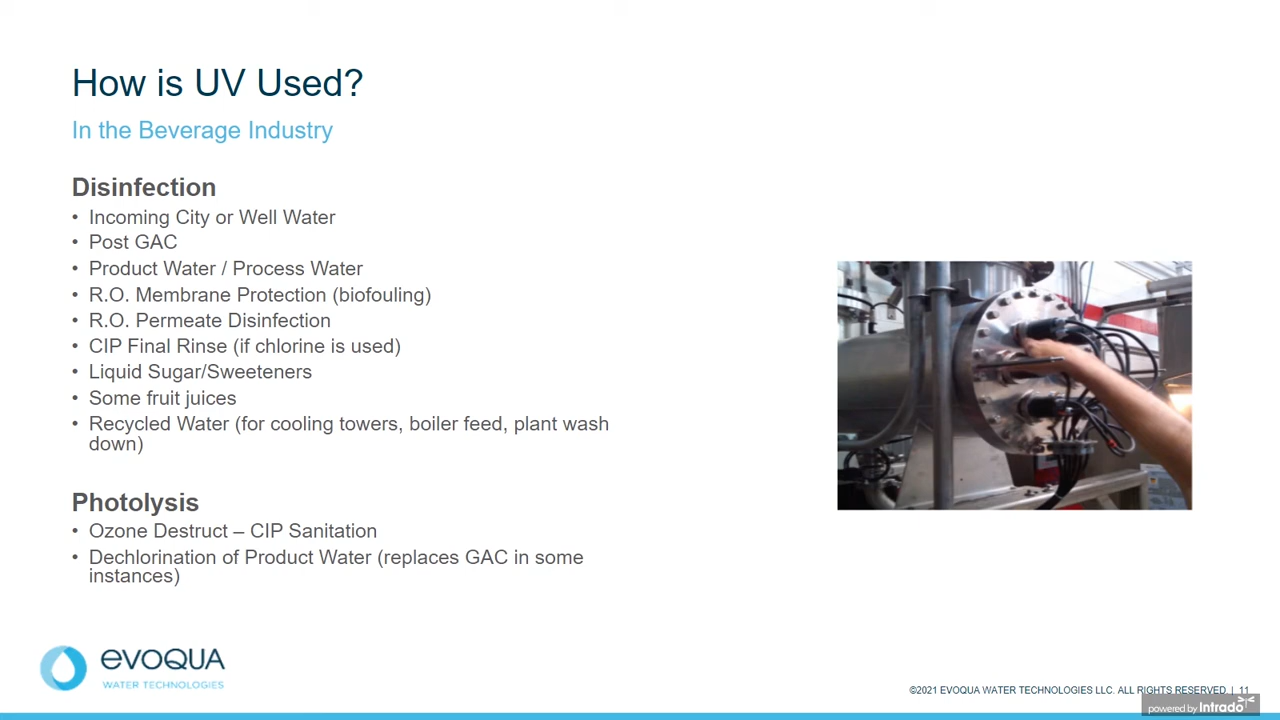 How is UV Used?
In the Beverage Industry
Disinfection
• Incoming City or Well Water
• Post GAC
• Product Water / Process Water
• R.O. Membrane Protection (biofouling)
• R.O. Permeate Disinfection
• CIP Final Rinse (if chlorine is used)
• Liquid Sugar/Sweeteners
• Some fruit juices
• Recycled Water (for cooling towers, boiler feed, plant wash
down)
Photolysis
• Ozone Destruct – CIP Sanitation
• Dechlorination of Product Water (replaces GAC in some
instances)
evoQUA
WATER TECHNOLOGIES
©2021 EVOQUA WATER TECHNOLOGIES LLC. ALL RIGHTS RESERVED. | 11
powered by Intrado